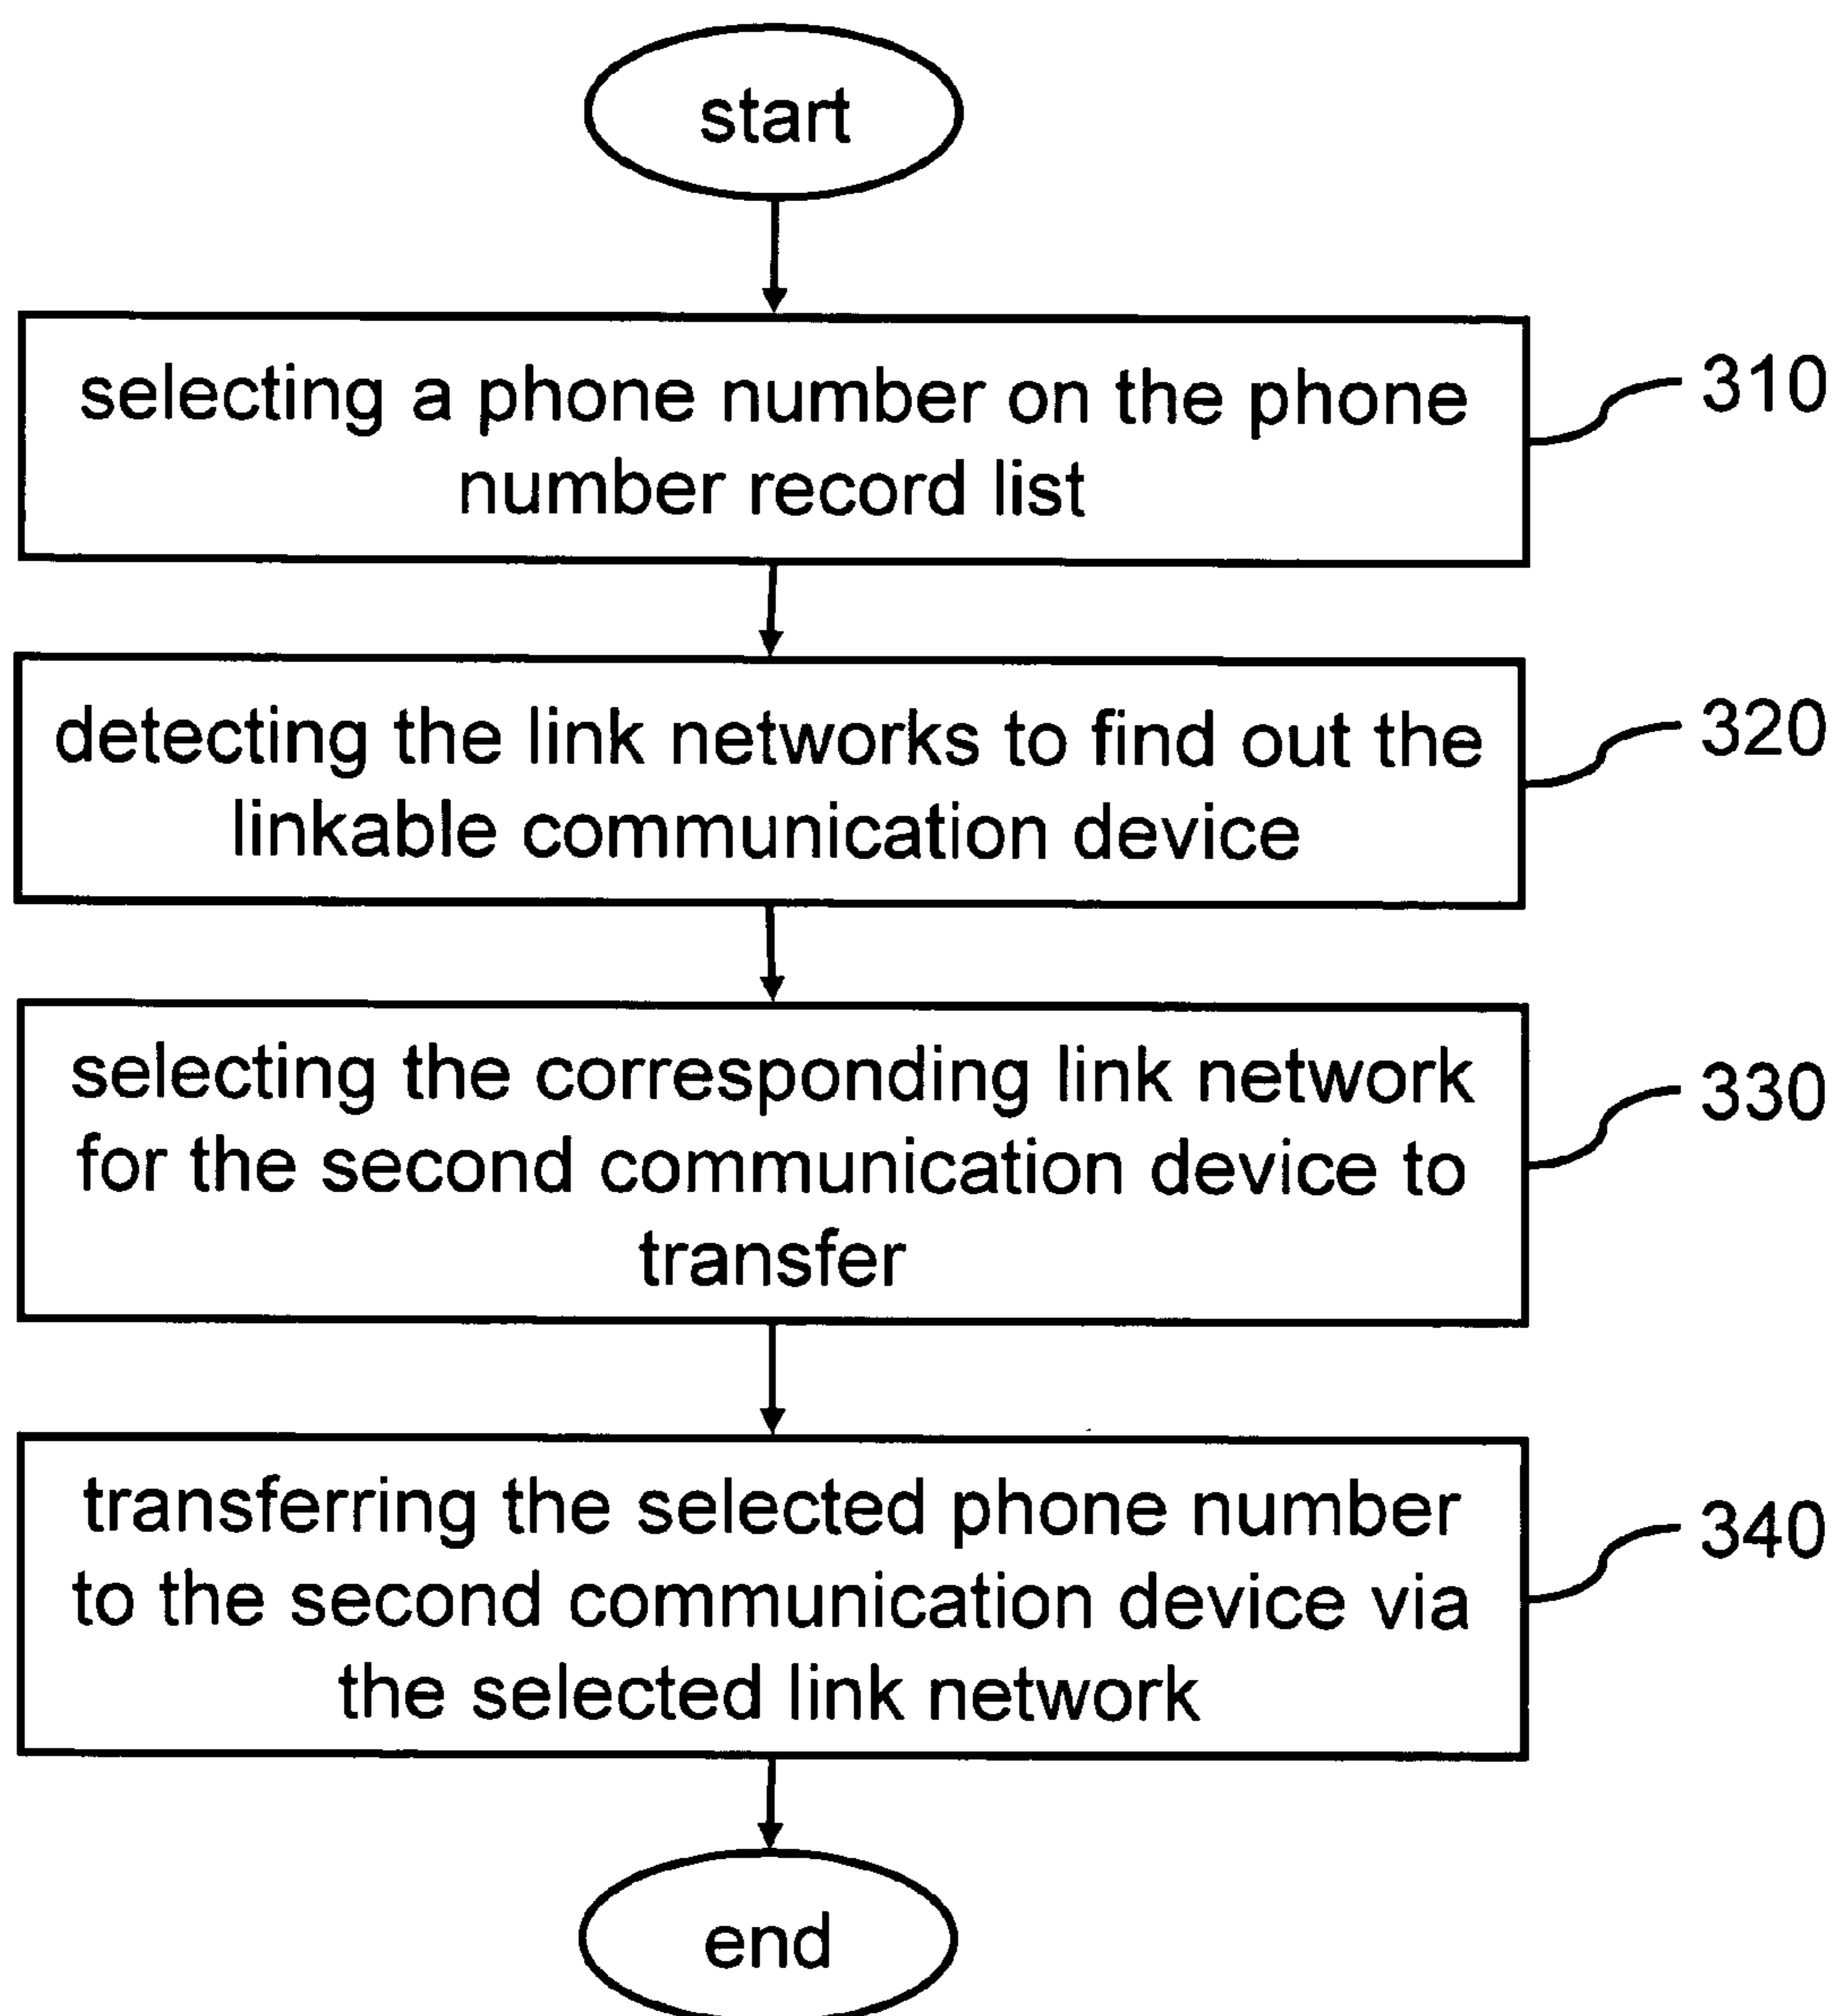 start
selecting a phone number on the phone
number record list
310
detecting the link networks to find out the
linkable communication device
320
selecting the corresponding link network
for the second communication device to
transfer
330
transferring the selected phone number
to the second communication device via
the selected link network
340
end